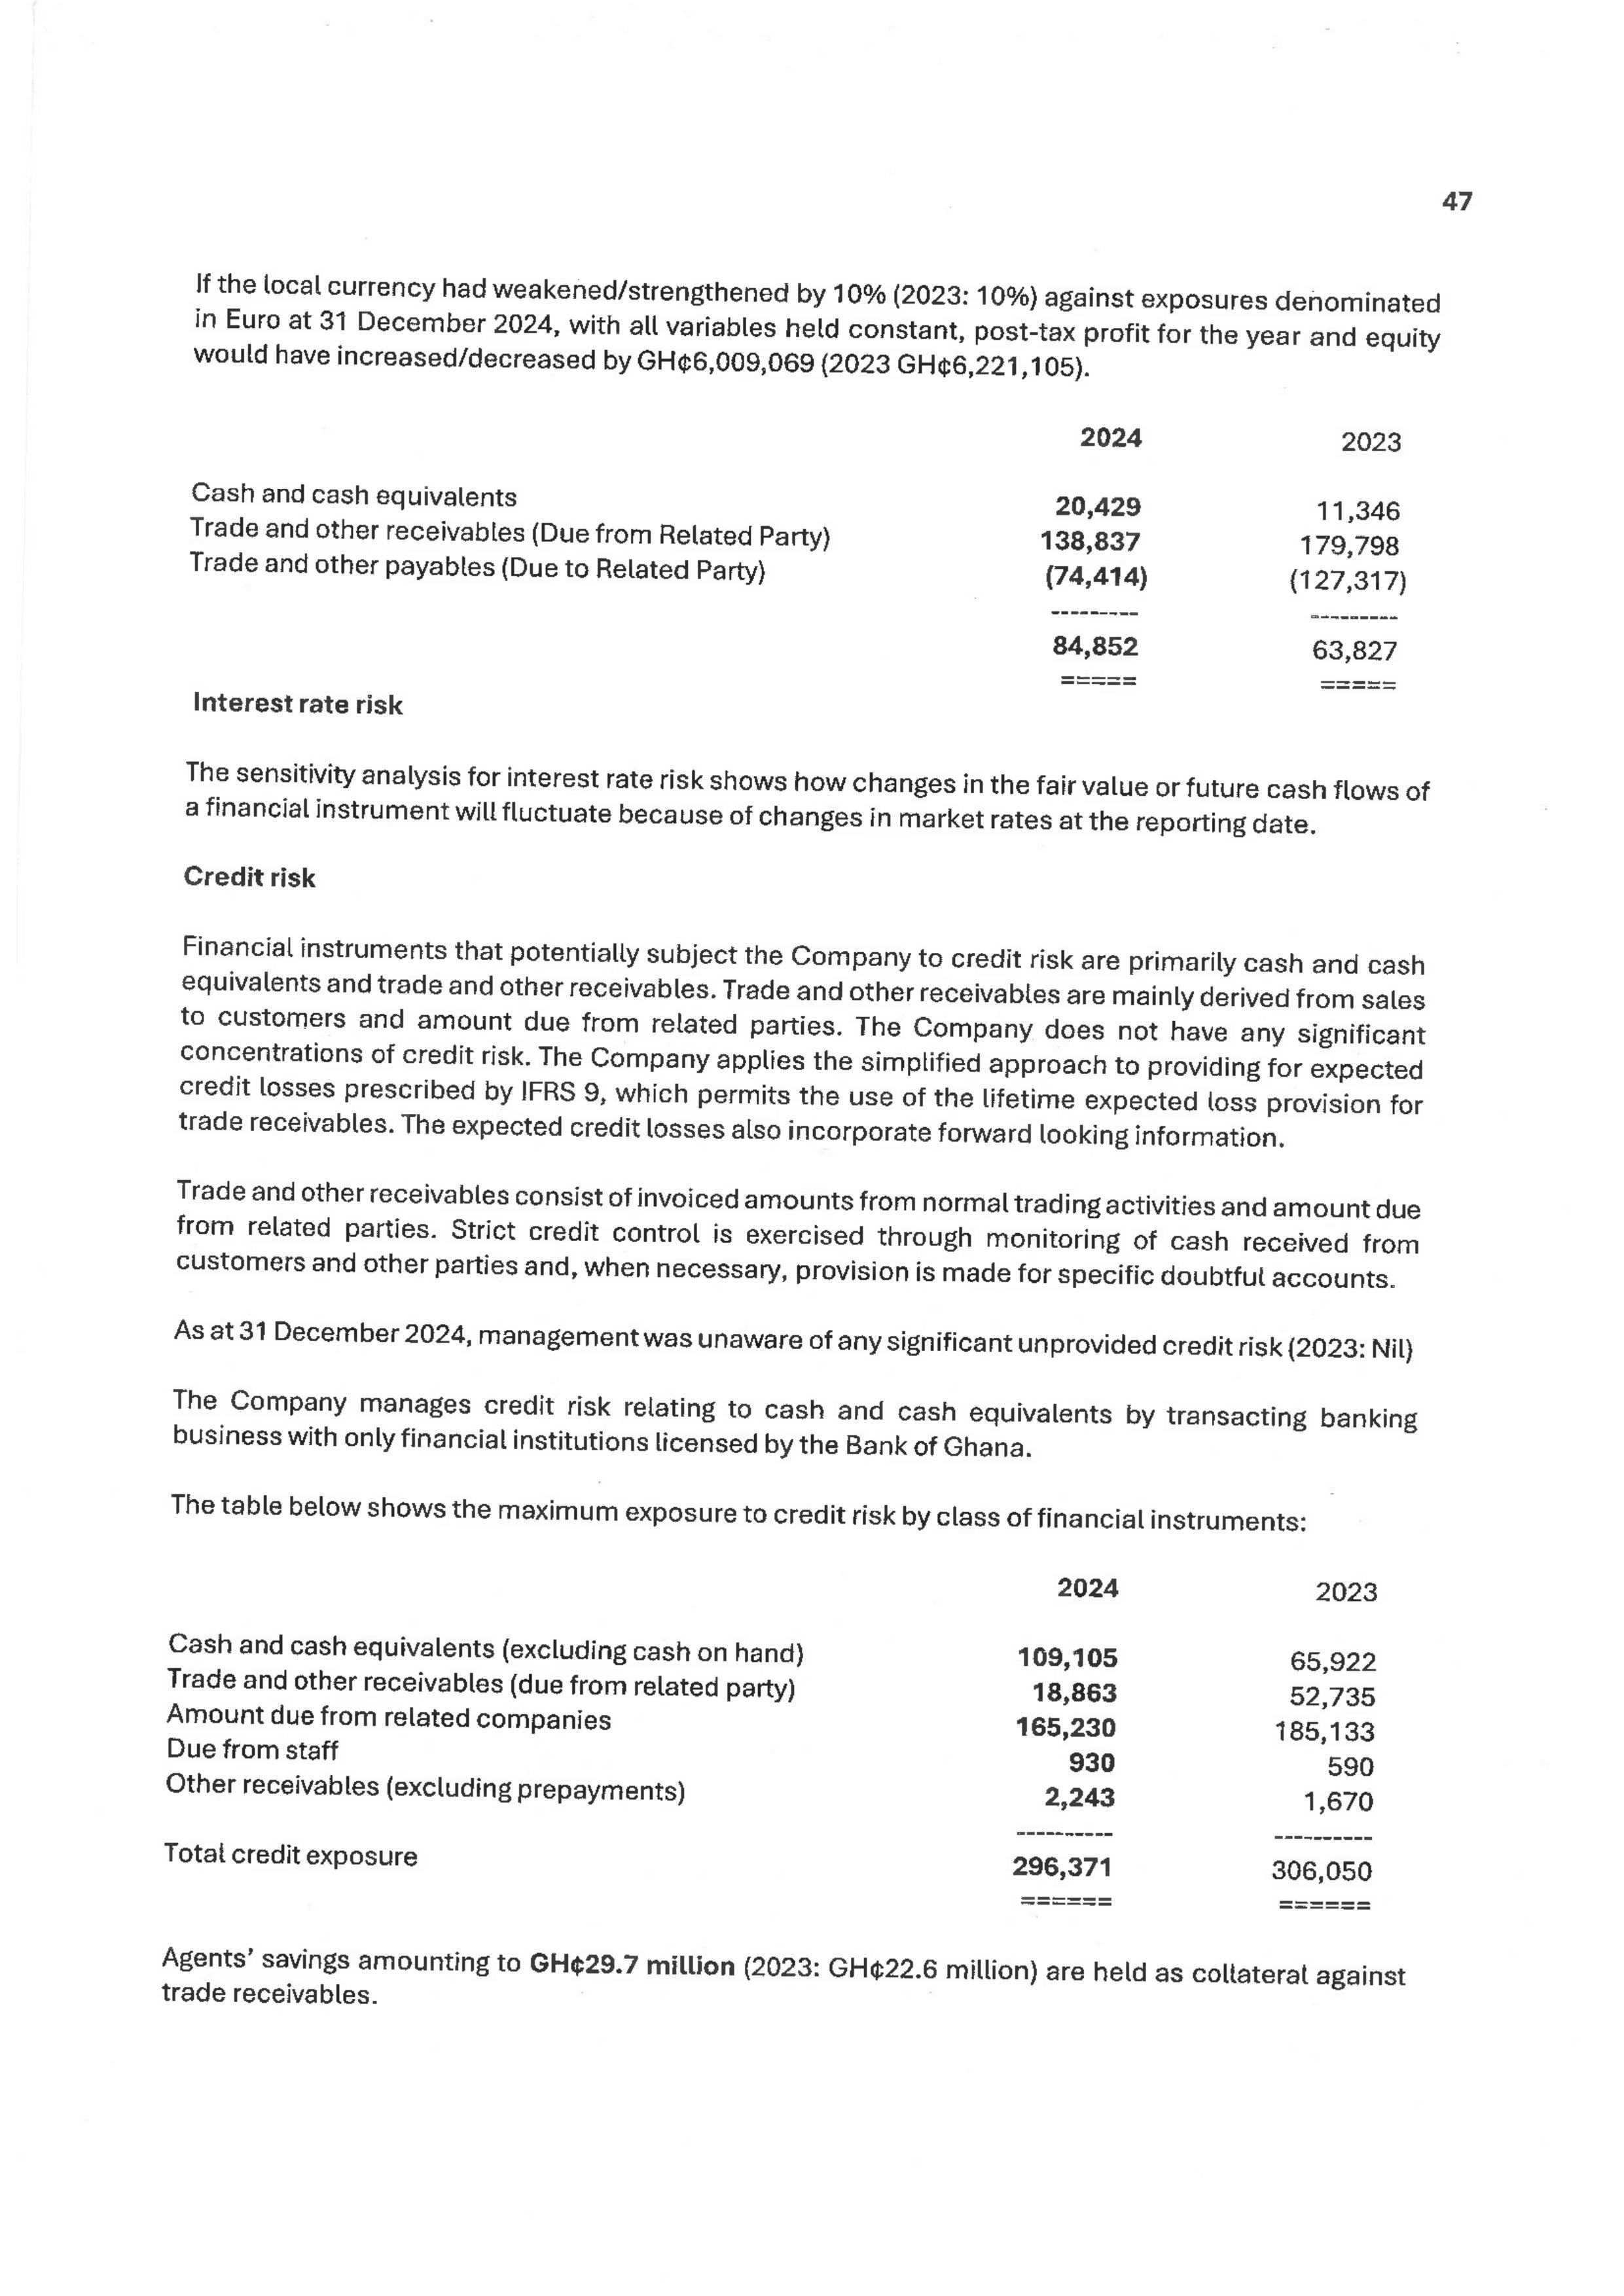 47
If the local currency had weakened/strengthened by 10% (2023: 10%) against exposures denominated
in Euro at 31 December 2024, with all variables held constant, post-tax profit for the year and equity
would have increased/decreased by GH¢6,009,069 (2023 GH¢6,221,105).
2024 2023
Cash and cash equivalents 20,429 11,346
Trade and other receivables (Due from Related Party) 138,837 179,798
Trade and other payables (Due to Related Party) (74,414) (127,317)
--------- ----------
84,852 63,827
===== =====
Interest rate risk
The sensitivity analysis for interest rate risk shows how changes in the fair value or future cash flows of
a financial instrument will fluctuate because of changes in market rates at the reporting date.
Credit risk
Financial instruments that potentially subject the Company to credit risk are primarily cash and cash
equivalents and trade and other receivables. Trade and other receivables are mainly derived from sales
to customers and amount due from related parties. The Company does not have any significant
concentrations of credit risk. The Company applies the simplified approach to providing for expected
credit losses prescribed by IFRS 9, which permits the use of the lifetime expected loss provision for
trade receivables. The expected credit losses also incorporate forward looking information.
Trade and other receivables consist of invoiced amounts from normal trading activities and amount due
from related parties. Strict credit control is exercised through monitoring of cash received from
customers and other parties and, when necessary, provision is made for specific doubtful accounts.
As at 31 December 2024, management was unaware of any significant unprovided credit risk (2023: Nil)
The Company manages credit risk relating to cash and cash equivalents by transacting banking
business with only financial institutions licensed by the Bank of Ghana.
The table below shows the maximum exposure to credit risk by class of financial instruments:
2024 2023
Cash and cash equivalents (excluding cash on hand) 109,105 65,922
Trade and other receivables (due from related party) 18,863 52,735
Amount due from related companies 165,230 185,133
Due from staff 930 590
Other receivables (excluding prepayments) 2,243 1,670
---------- ----------
Total credit exposure 296,371 306,050
====== ======
Agents' savings amounting to GH¢29.7 million (2023: GH¢22.6 million) are held as collateral against
trade receivables.